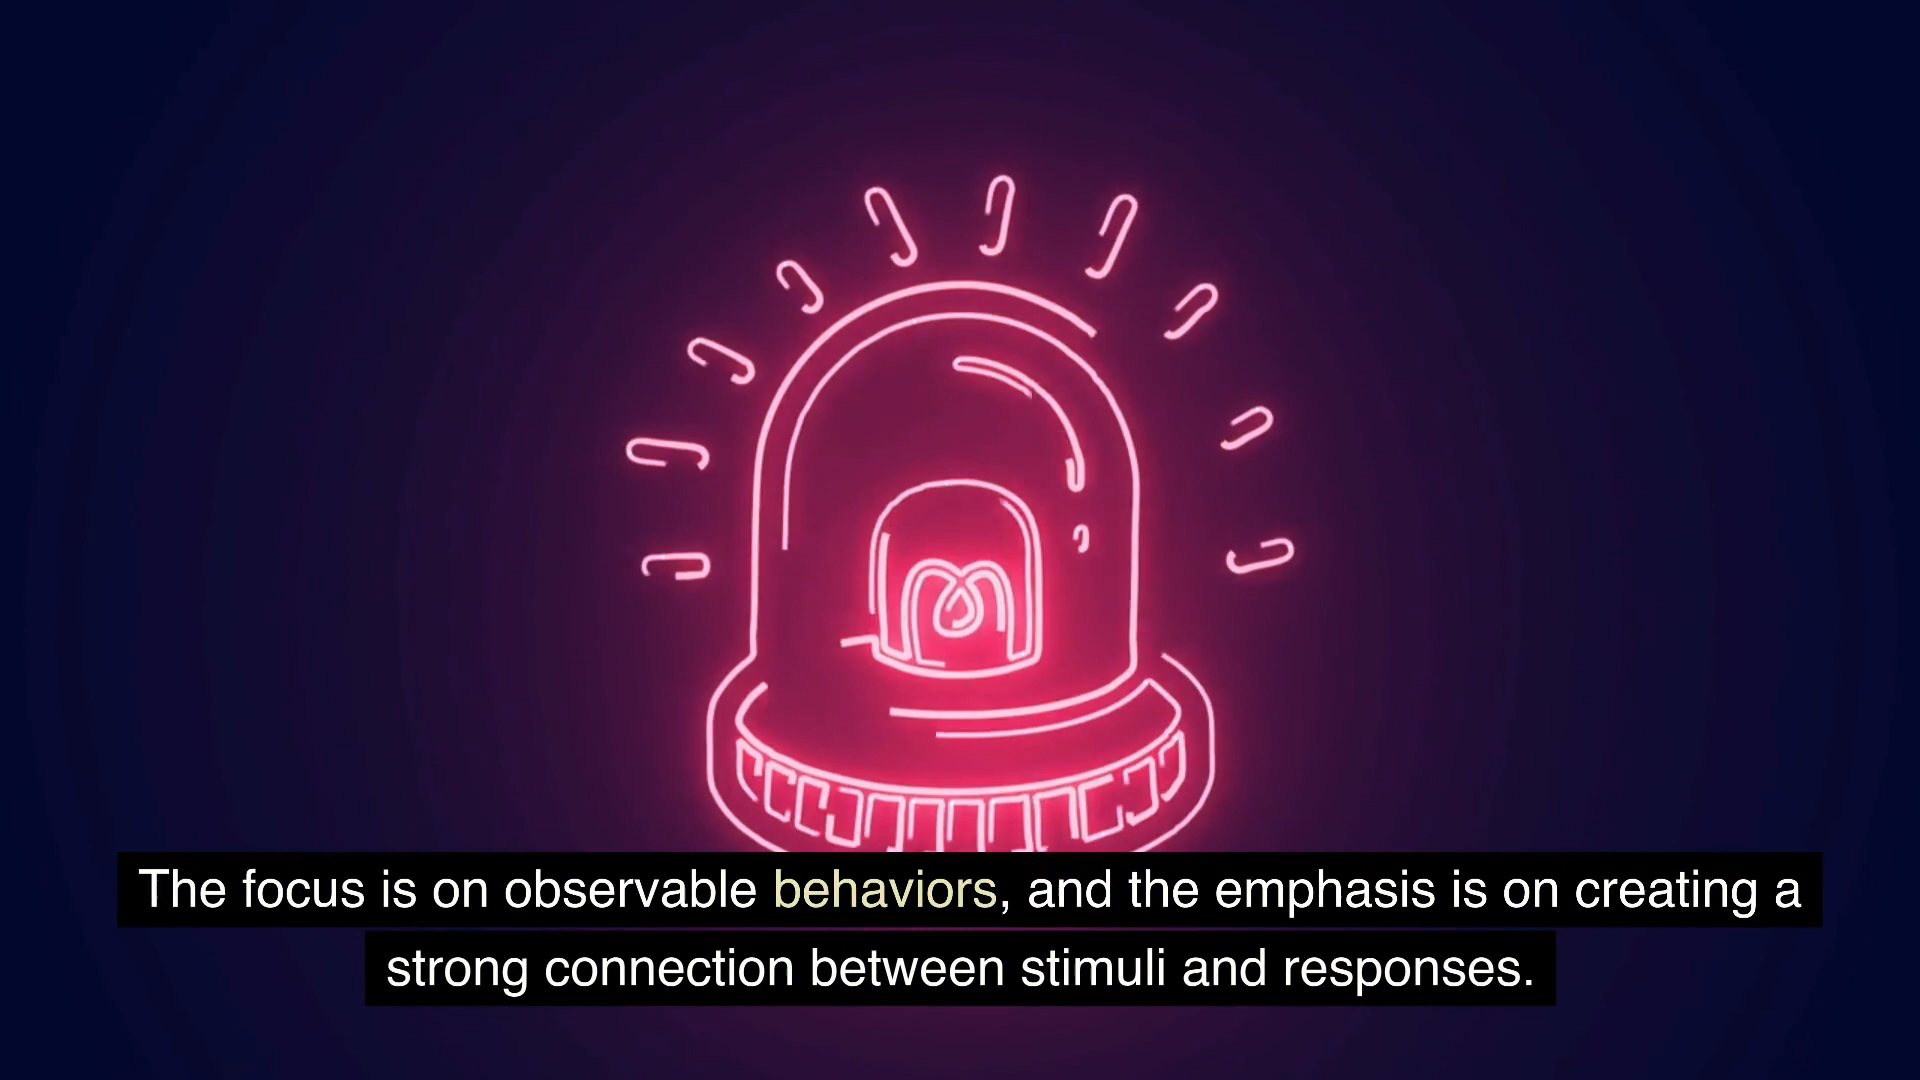 The focus is on observable behaviors, and the emphasis is on creating a
strong connection between stimuli and responses.